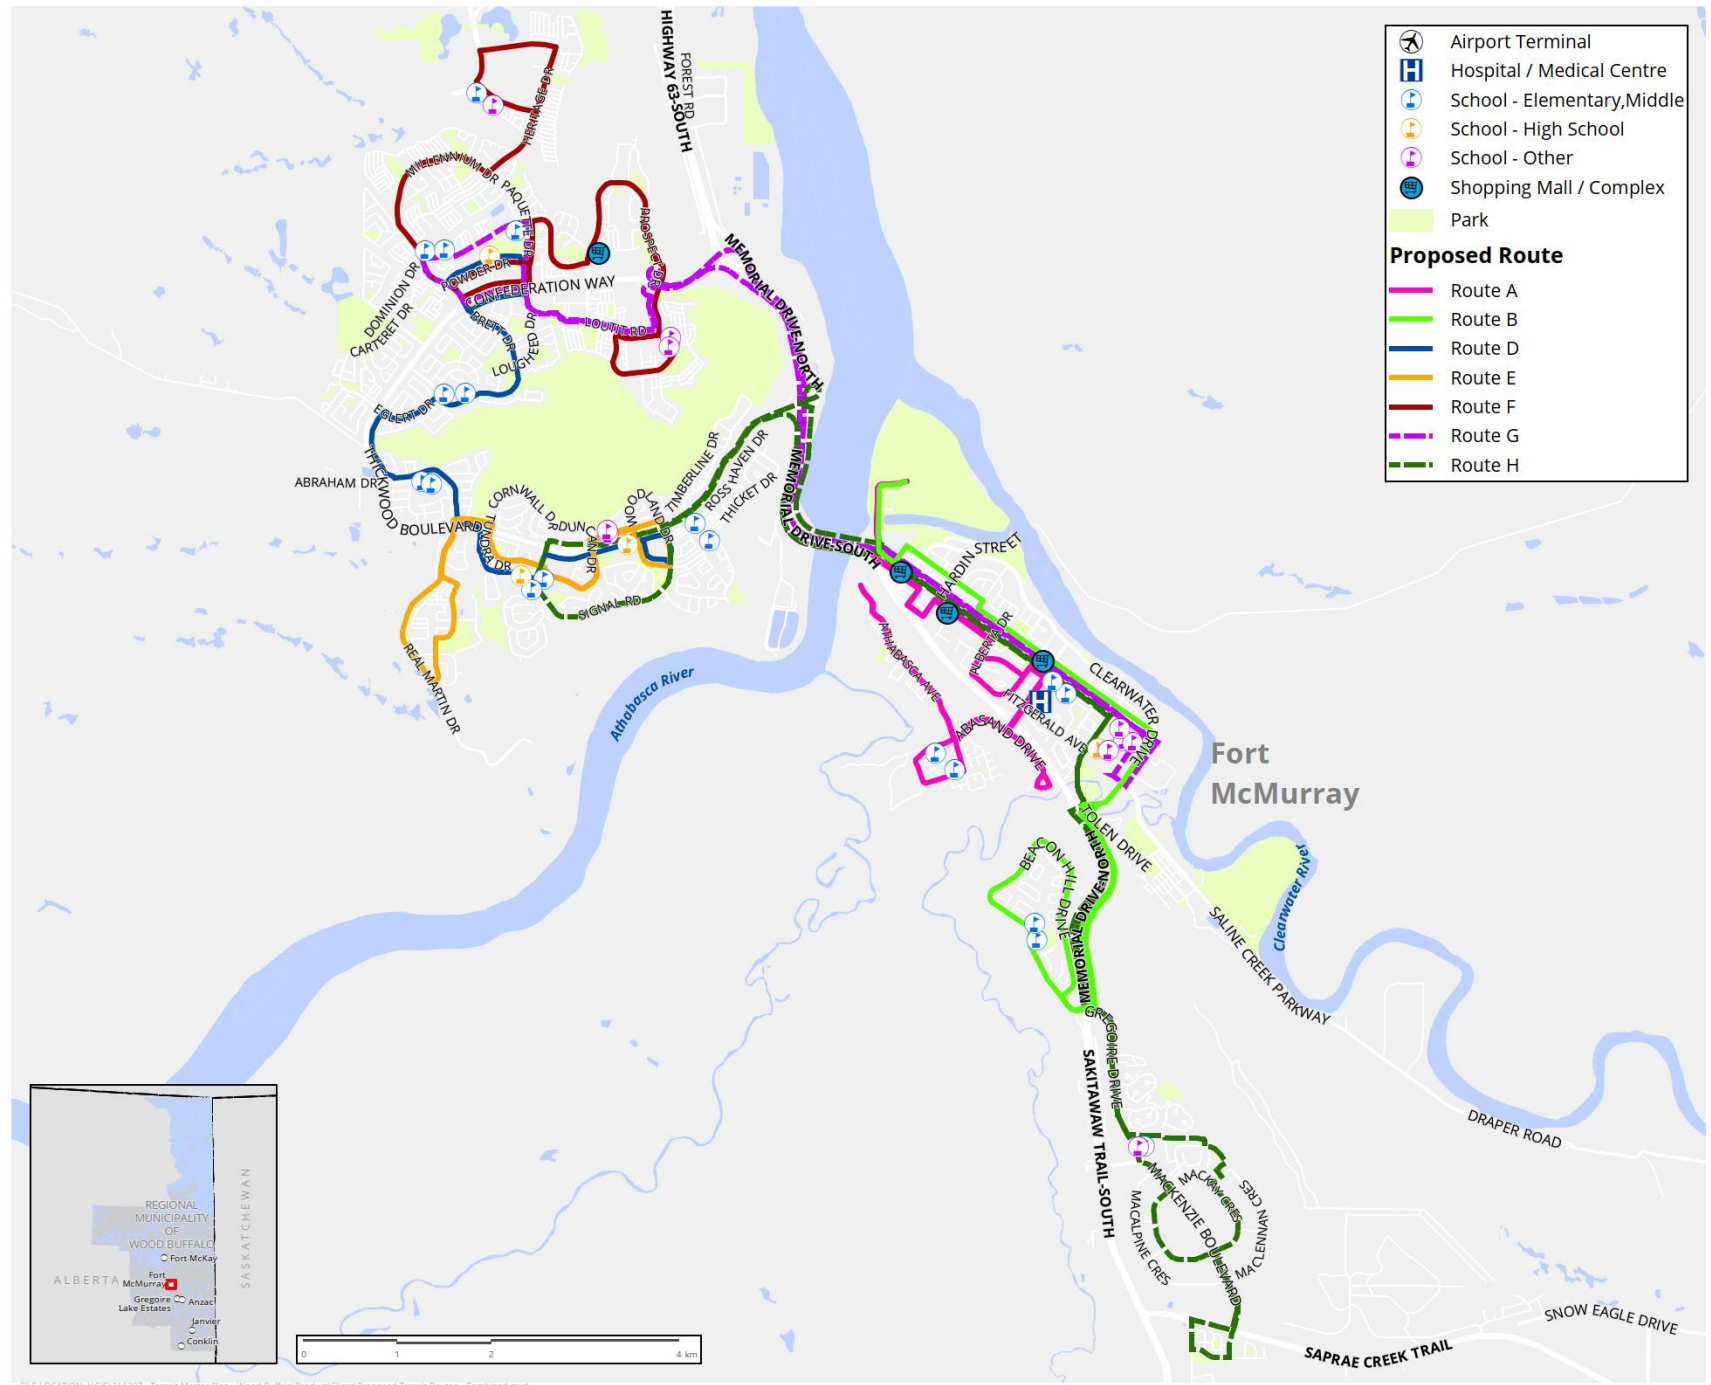 HIGHWAY 63-SOUTH
FOREST RD
HERITAGE DR
MILLENNIUM DR
PAQUETTE DR
PROSPECT DR
POWDER DR
CONFEDERATION WAY
DOMINION DR
CARTERET DR
BRETT DR
LOUGHEED DR
LOUTIT RD
MEMORIAL DRIVE-NORTH
EGLERT DR
THICKWOOD BOULEVARD
ABRAHAM DR
CORNWALL DR
TUNDRA DR
DUNCAN DR
WOODLAND DR
TIMBERLINE DR
ROSS HAVEN DR
THICKET DR
SIGNAL RD
REAL MARTIN DR
MEMORIAL DRIVE-SOUTH
HARDIN STREET
ALBERTA DR
ATHABASCA AVE
FITZGERALD AVE
ABASAND DRIVE
CLEARWATER DRIVE
Athabasca River
Fort
McMurray
TOLEN DRIVE
BEACON HILL DRIVE
MEMORIAL DRIVE-NORTH
Clearwater River
SALINE CREEK PARKWAY
GREGOIRE DRIVE
SAKITAWAW TRAIL-SOUTH
DRAPER ROAD
MACKENZIE BOULEVARD
MACKAY CRES
MACLENNAN CRES
MACALPINE CRES
SNOW EAGLE DRIVE
SAPRAE CREEK TRAIL
Airport Terminal
H Hospital / Medical Centre
School - Elementary,Middle
School - High School
School - Other
Shopping Mall / Complex
Park
Proposed Route
Route A
Route B
Route D
Route E
Route F
Route G
Route H
H
REGIONAL
MUNICIPALITY
OF
WOOD BUFFALO
SASKATCHEWAN
ALBERTA
Fort McKay
Fort
McMurray
Gregoire
Lake Estates
Anzac
Janvier
Conklin
0 1 2 4 km